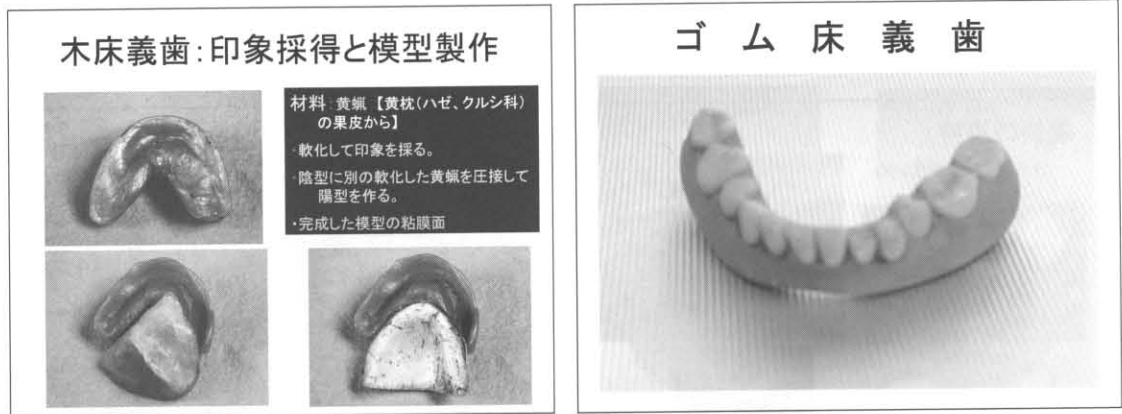 木床義歯:印象採得と模型製作
材料:黄蝋【黄枕(ハゼ、クルシ科)
の果皮から】
・軟化して印象を採る。
・陰型に別の軟化した黄蝋を圧接して
陽型を作る。
・完成した模型の粘膜面
ゴム床義歯